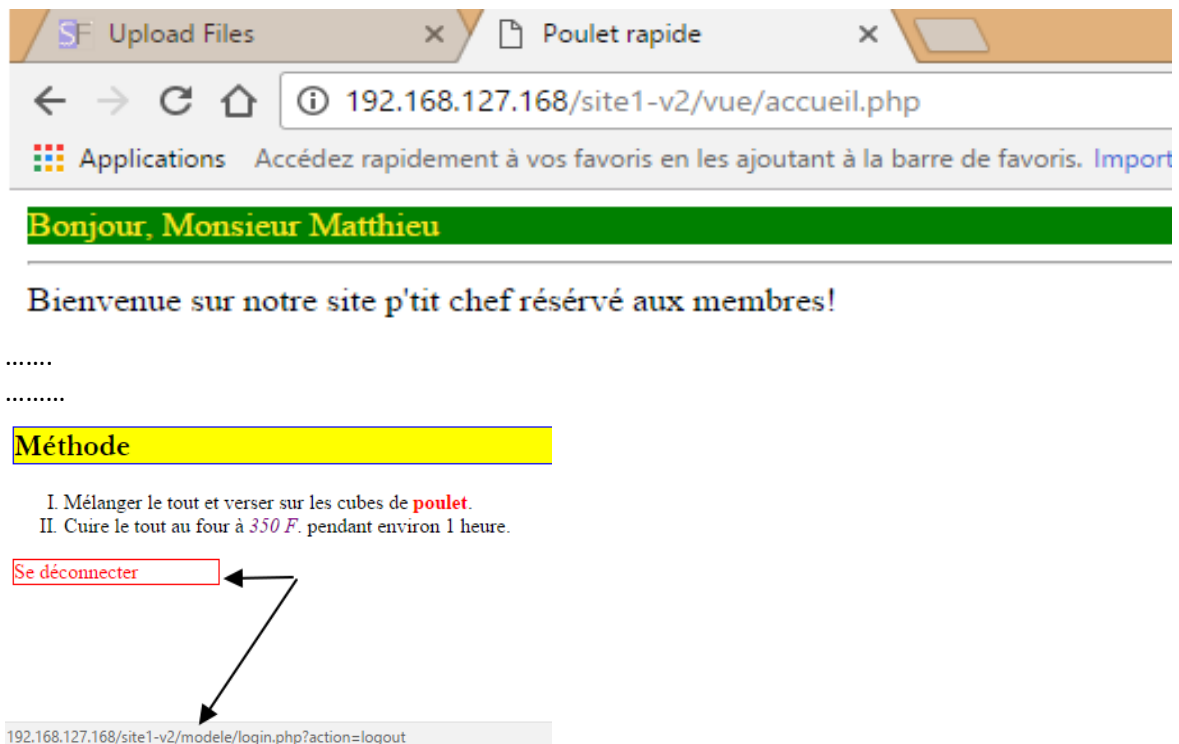 SF Upload Files
Poulet rapide
192.168.127.168/site1-v2/vue/accueil.php
Applications Accédez rapidement à vos favoris en les ajoutant à la barre de favoris. Import
Bonjour, Monsieur Matthieu
Bienvenue sur notre site p'tit chef résérvé aux membres!
.......
.........
Méthode
I. Mélanger le tout et verser sur les cubes de poulet.
II. Cuire le tout au four à 350 F. pendant environ 1 heure.
Se déconnecter
192.168.127.168/site1-v2/modele/login.php?action=logout